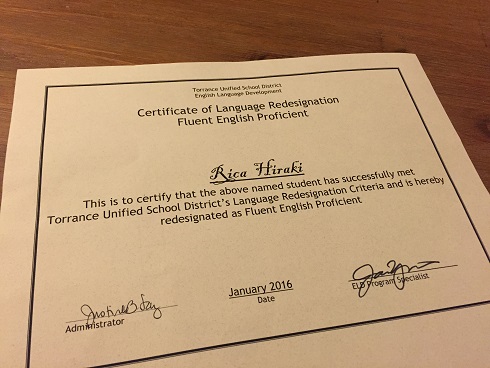 Torrance Unified School District
English Language Development
Certificate of Language Redesignation
Fluent English Proficient
Rica Hiraki
This is to certify that the above named student has successfully met
Torrance Unified School District's Language Redesignation Criteria and is hereby
redesignated as Fluent English Proficient
January 2016
Date
Administrator
ELD Program Specialist